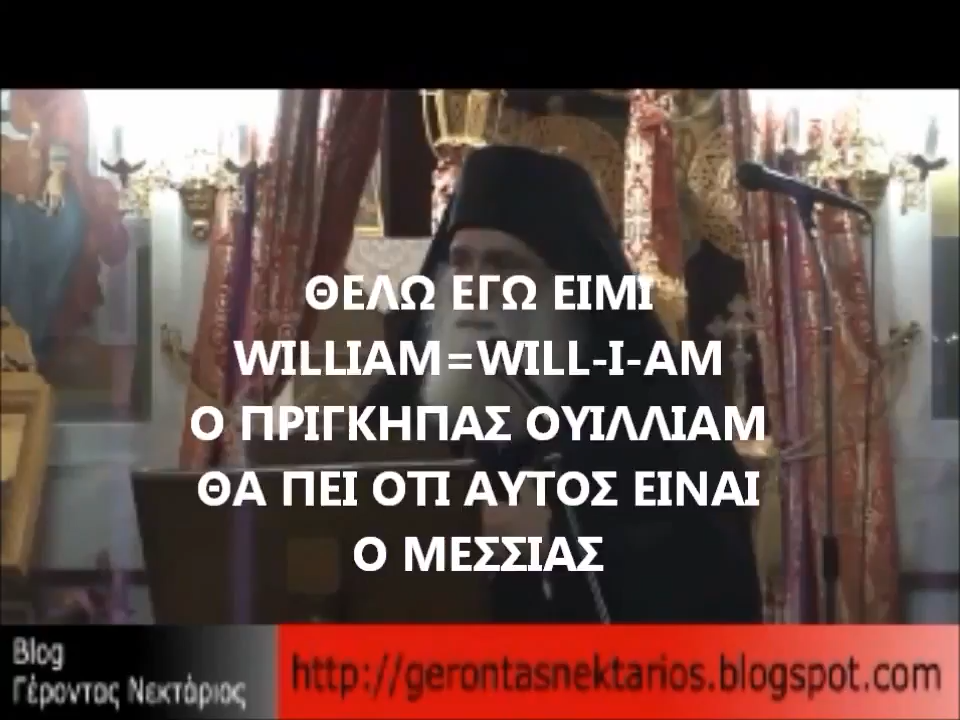 ΘΕΛΩ ΕΓΩ ΕΙΜΙ
WILLIAM=WILL-I-AM
Ο ΠΡΙΓΚΗΠΑΣ ΟΥΙΛΛΙΑΜ
ΘΑ ΠΕΙ ΟΤΙ ΑΥΤΟΣ ΕΙΝΑΙ
Ο ΜΕΣΣΙΑΣ
Blog
Γέροντας Νεκτάριος
http://gerontasnektarios.blogspot.com